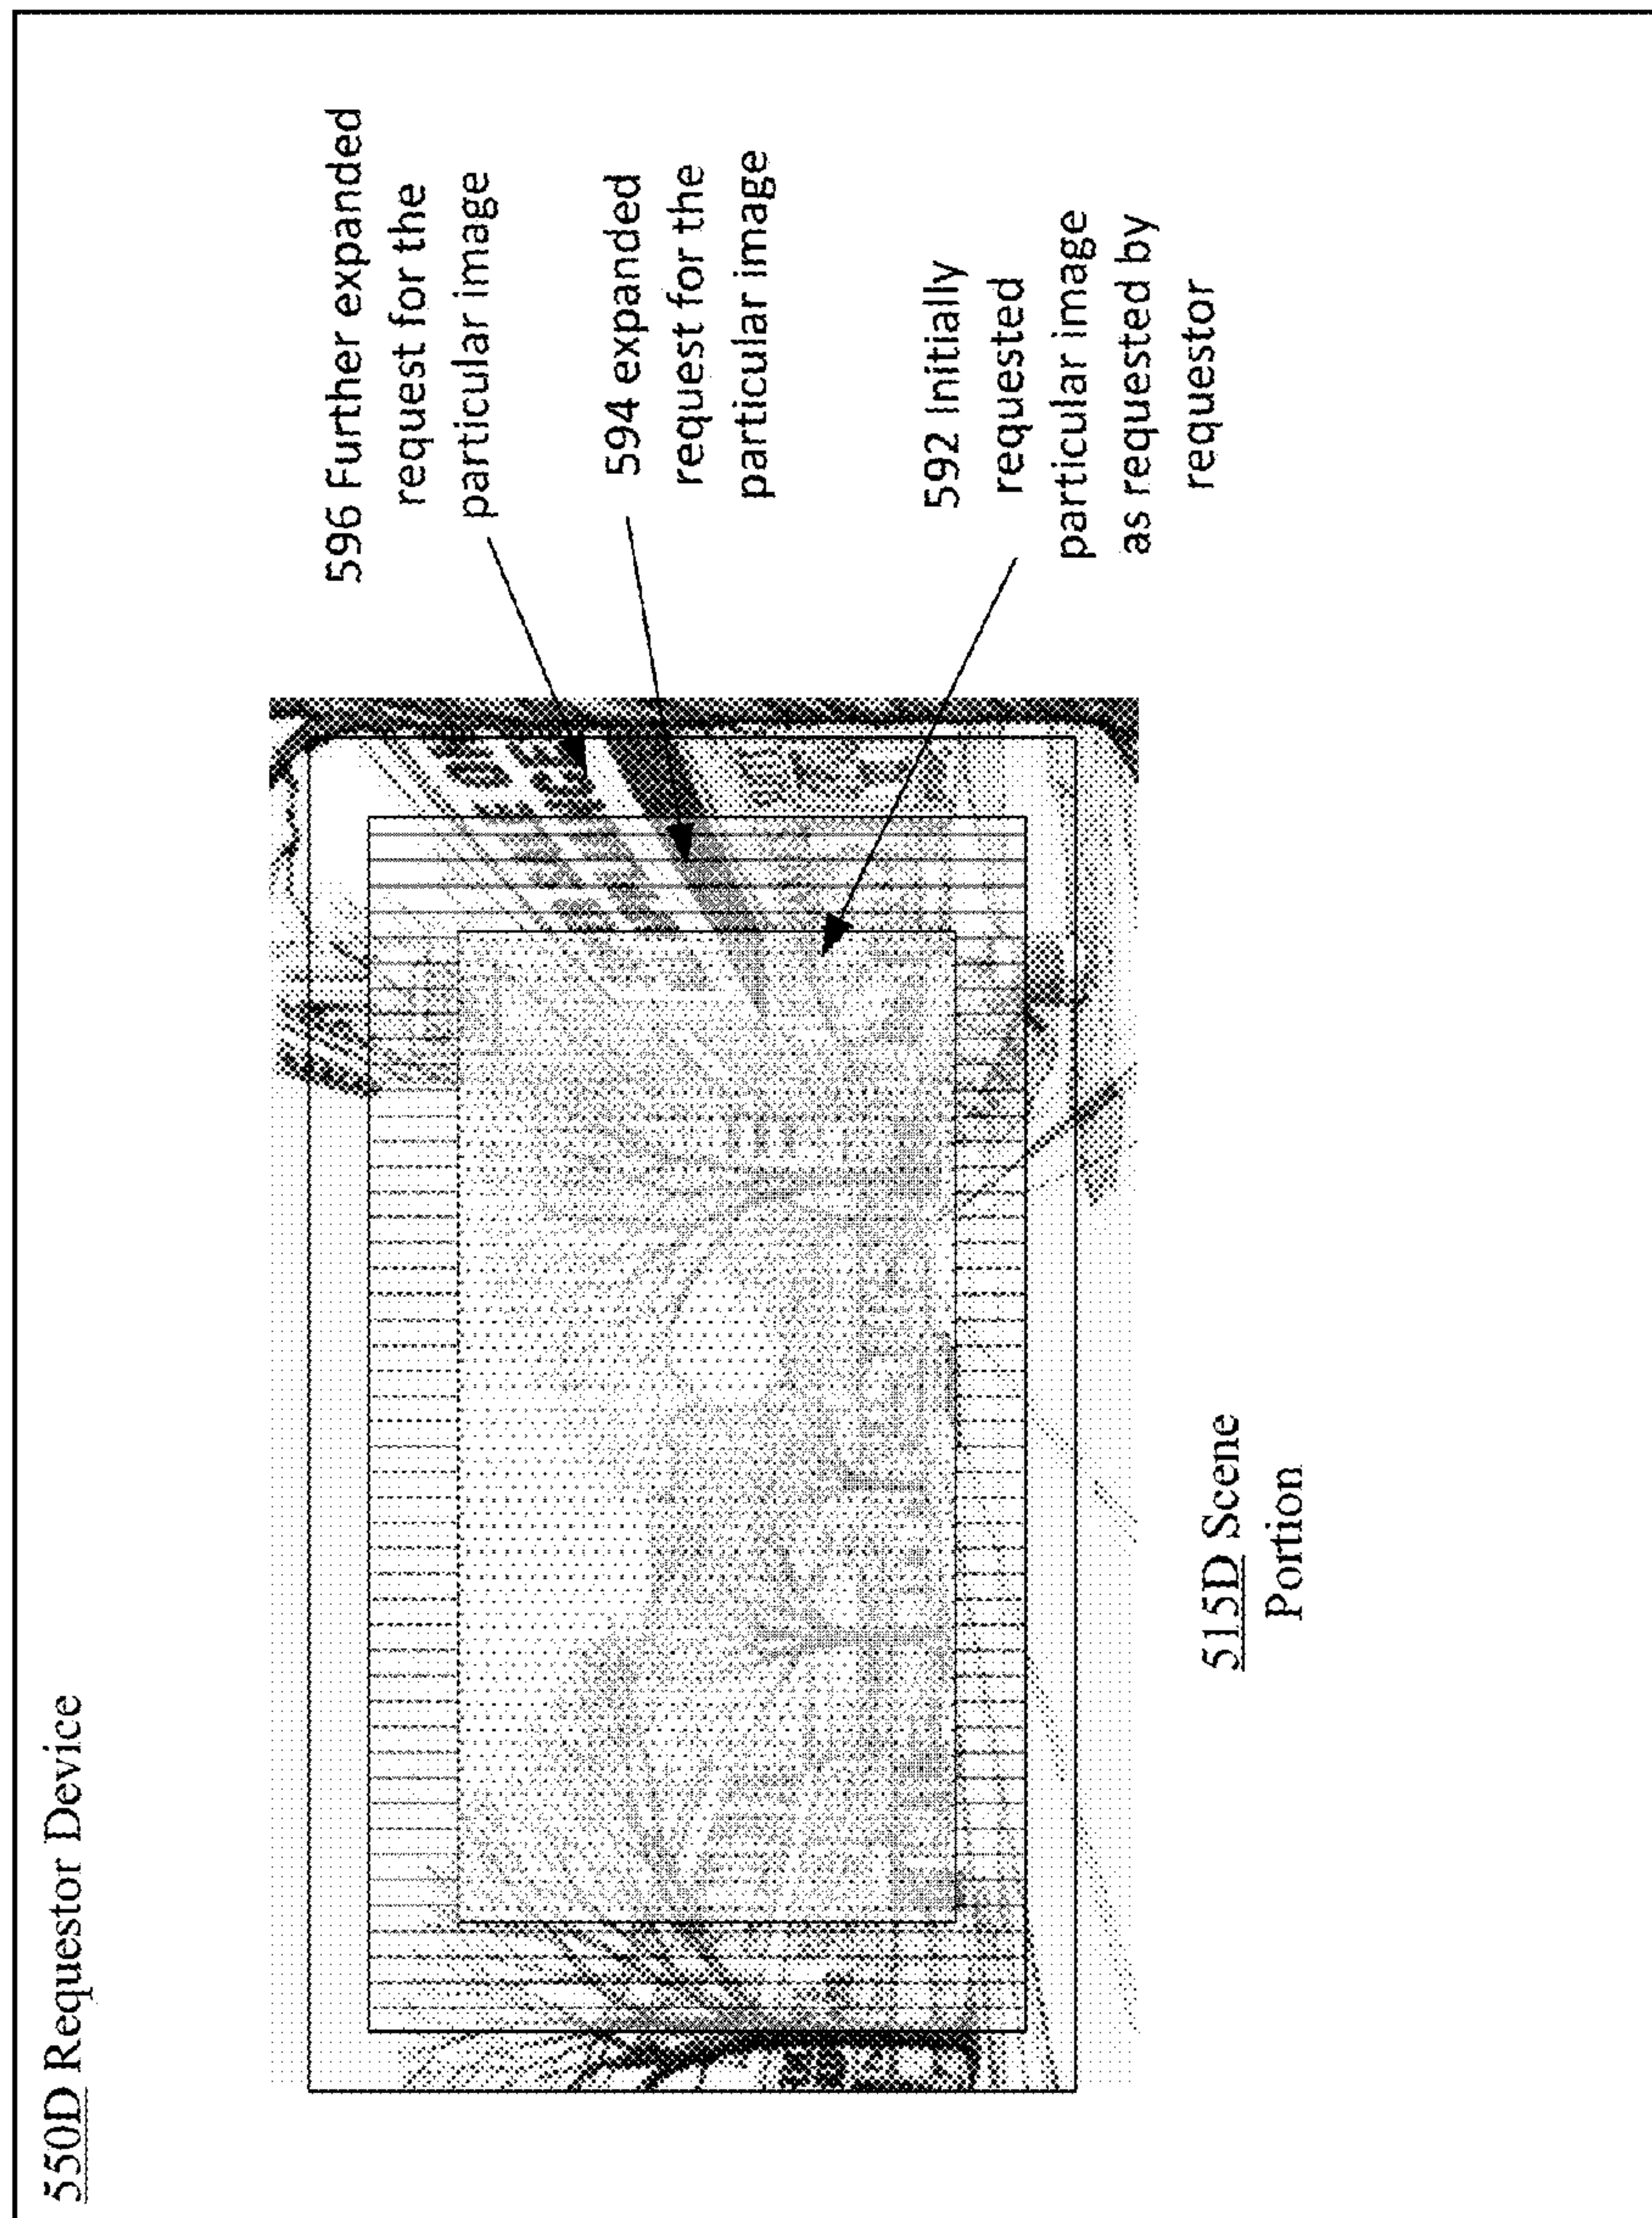 550D Requestor Device
596 Further expanded
request for the
particular image
594 expanded
request for the
particular image
592 Initially
requested
particular image
as requested by
requestor
515D Scene
Portion